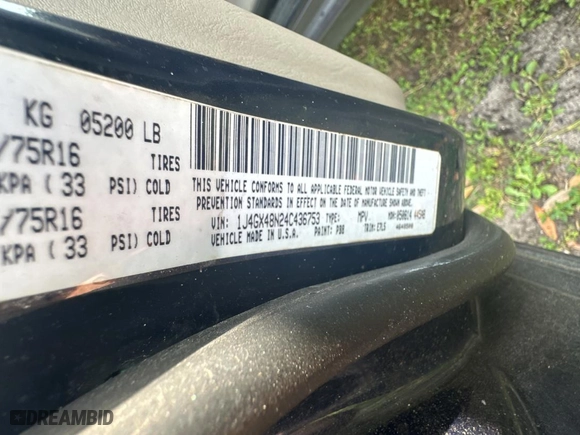 KG 05200 LB
/75R16 TIRES
KPA ( 33 PSI) COLD
/75R16 TIRES
KPA ( 33 PSI) COLD
THIS VEHICLE CONFORMS TO ALL APPLICABLE FEDERAL MOTOR VEHICLE SAFETY AND THEFT
PREVENTION STANDARDS IN EFFECT ON THE DATE OF MANUFACTURE SHOWN ABOVE.
VIN: 1J4GX48N24C436753 TYPE: MPV
VEHICLE MADE IN U.S.A. PAINT: PBB TRIM:
DREAMBID